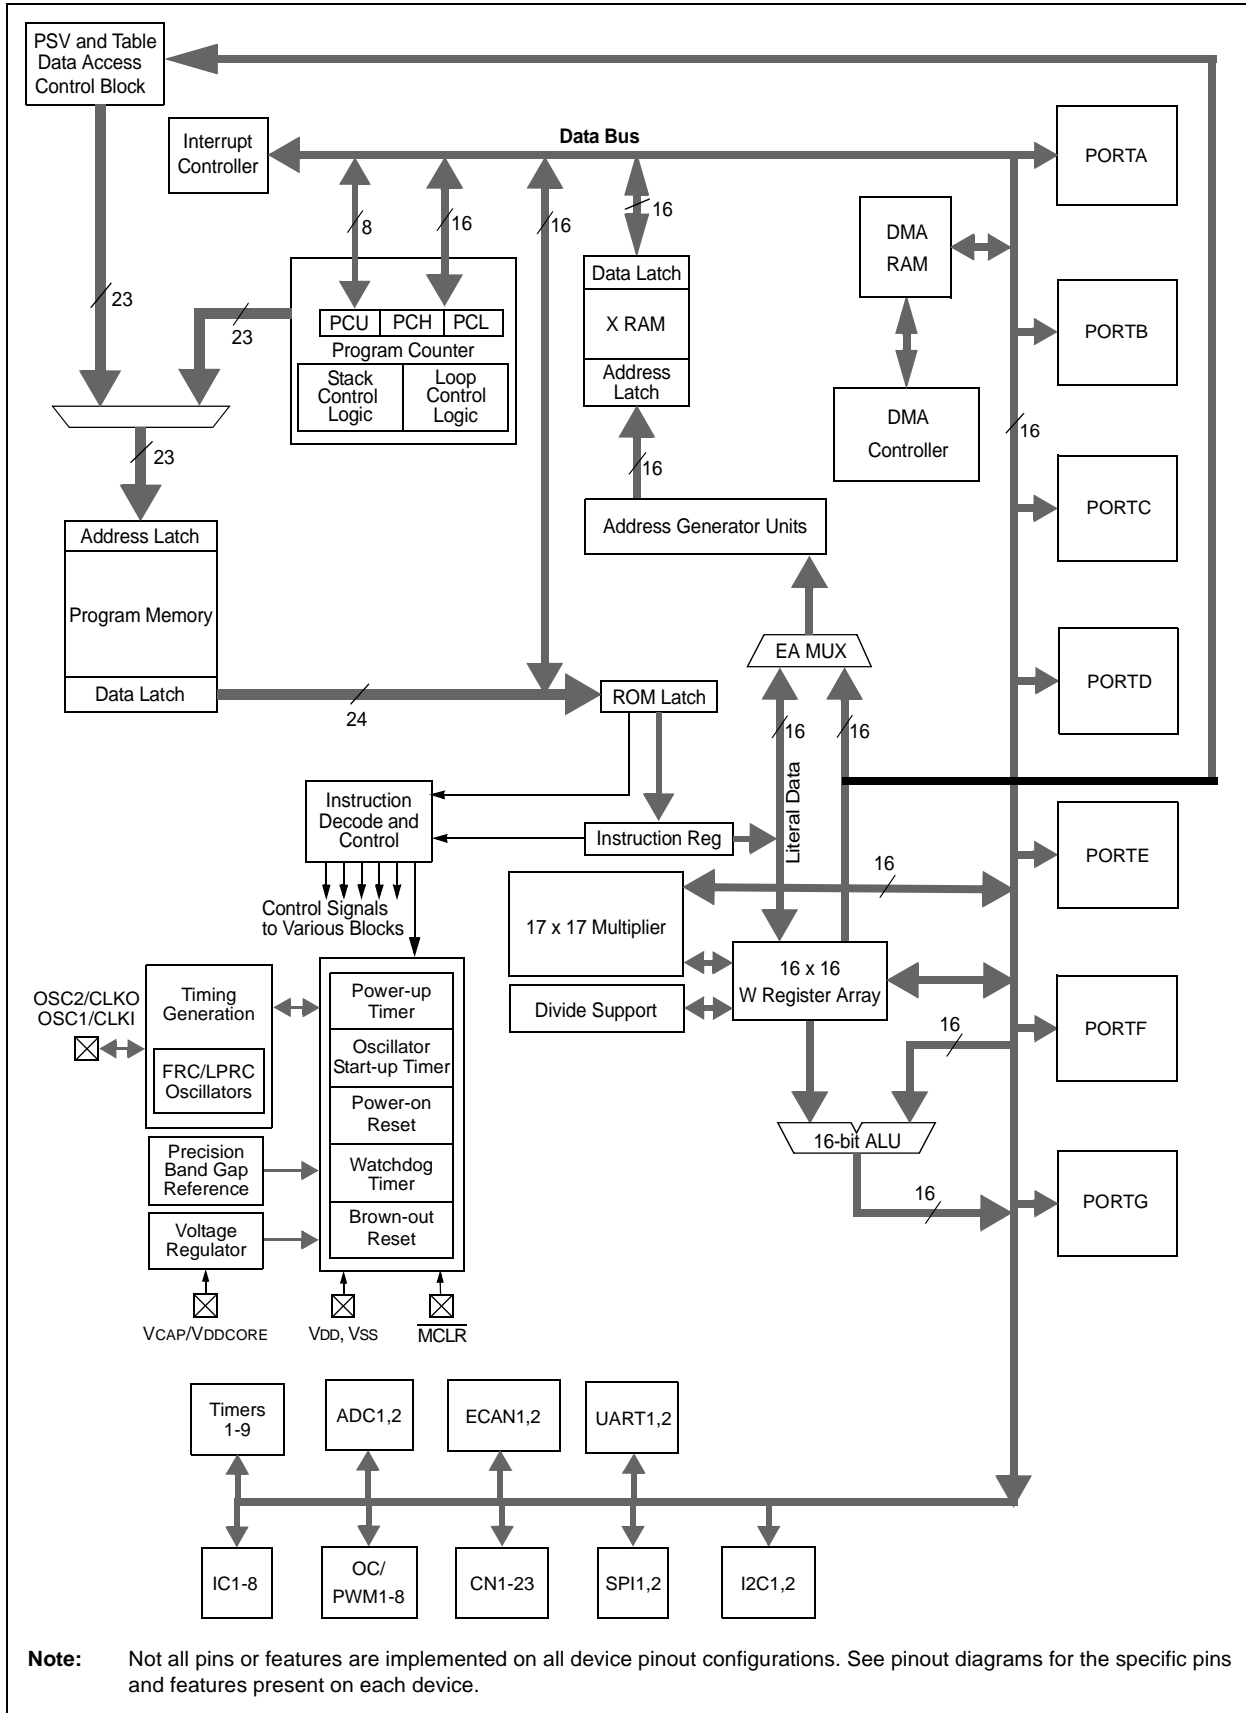 PSV and Table
Data Access
Control Block
Interrupt
Controller
Data Bus
PORTA
8
16
16
16
DMA
RAM
23
23
PCU
PCH
PCL
Program Counter
Stack
Control
Logic
Loop
Control
Logic
Data Latch
X RAM
Address
Latch
PORTB
DMA
Controller
16
23
16
PORTC
Address Latch
Program Memory
Data Latch
Address Generator Units
EA MUX
PORTD
24
ROM Latch
16
16
Instruction
Decode and
Control
Instruction Reg
Literal Data
PORTE
Control Signals
to Various Blocks
16
17 x 17 Multiplier
16 x 16
W Register Array
Divide Support
OSC2/CLKO
OSC1/CLKI
Timing
Generation
FRC/LPRC
Oscillators
Power-up
Timer
Oscillator
Start-up Timer
Power-on
Reset
Watchdog
Timer
Brown-out
Reset
PORTF
16
16-bit ALU
Precision
Band Gap
Reference
Voltage
Regulator
16
PORTG
VCAP/VDDCORE
VDD, VSS
MCLR
Timers
1-9
ADC1,2
ECAN1,2
UART1,2
IC1-8
OC/
PWM1-8
CN1-23
SPI1,2
I2C1,2
Note: Not all pins or features are implemented on all device pinout configurations. See pinout diagrams for the specific pins
and features present on each device.